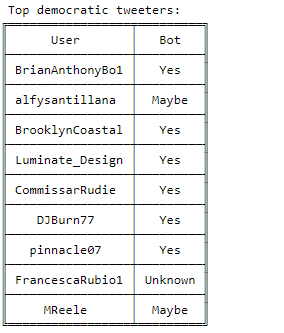 Top democratic tweeters:
User Bot
BrianAnthonyBo1 Yes
alfysantillana Maybe
BrooklynCoastal Yes
Luminate_Design Yes
CommissarRudie Yes
DJBurn77 Yes
pinnacle07 Yes
FrancescaRubio1 Unknown
MReele Maybe